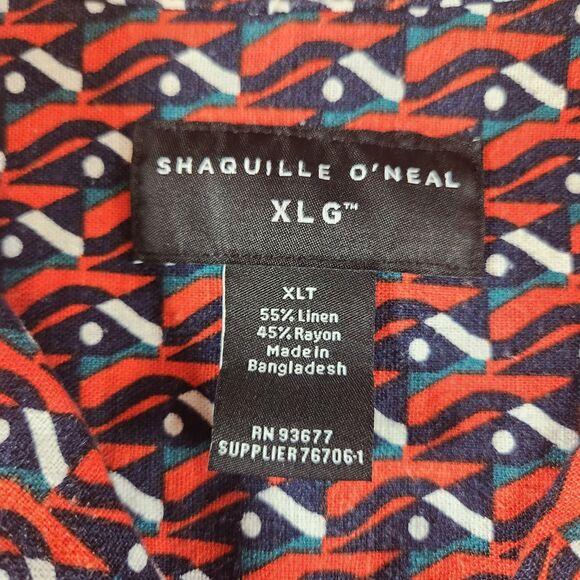 SHAQUILLE O'NEAL
XLG™
XLT
55% Linen
45% Rayon
Made in
Bangladesh
RN 93677
SUPPLIER 76706-1